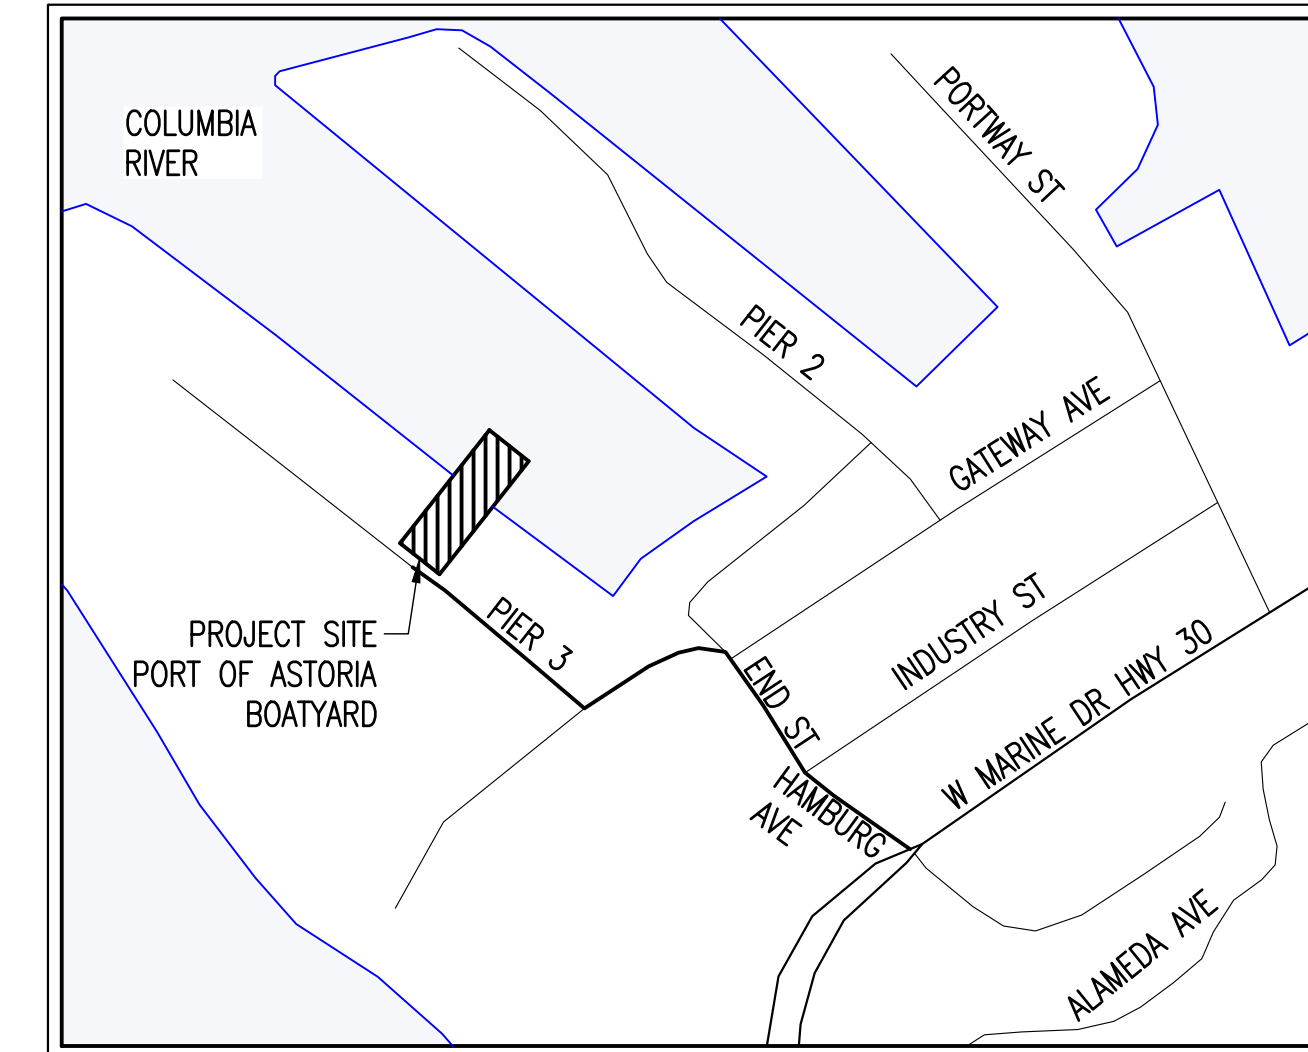 COLUMBIA
RIVER
PORTWAY ST
PIER 2
GATEWAY AVE
PIER 3
INDUSTRY ST
PROJECT SITE
PORT OF ASTORIA
BOATYARD
END ST
W MARINE DR HWY 30
HAMBURG
AVE
ALAMEDA AVE